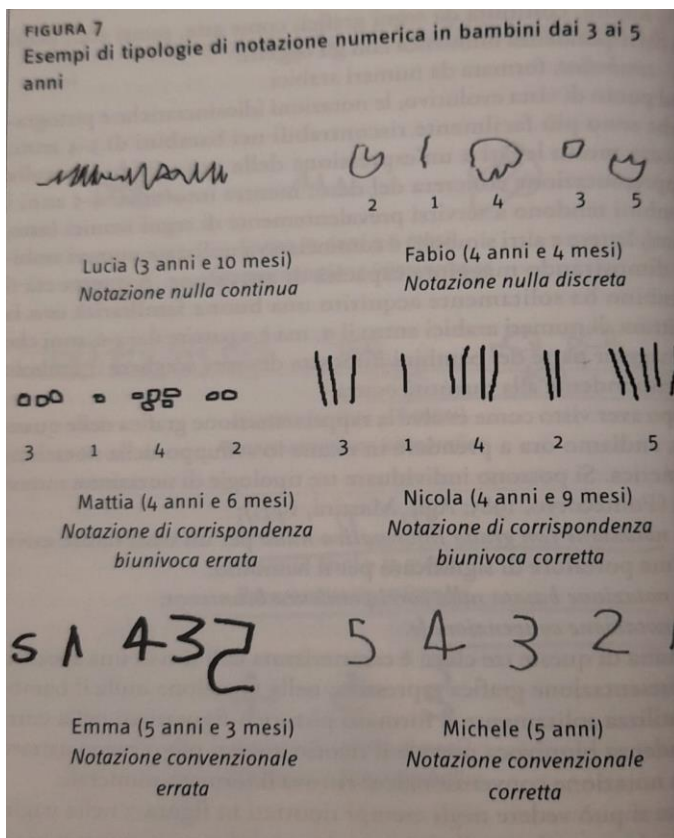 FIGURA 7
Esempi di tipologie di notazione numerica in bambini dai 3 ai 5
anni
2 1 4 3 5
Lucia (3 anni e 10 mesi)
Notazione nulla continua
Fabio (4 anni e 4 mesi)
Notazione nulla discreta
3 1 4 2
Mattia (4 anni e 6 mesi)
Notazione di corrispondenza
biunivoca errata
3 1 4 2 5
Nicola (4 anni e 9 mesi)
Notazione di corrispondenza
biunivoca corretta
4 3
Emma (5 anni e 3 mesi)
Notazione convenzionale
errata
5 4 3 2
Michele (5 anni)
Notazione convenzionale
corretta